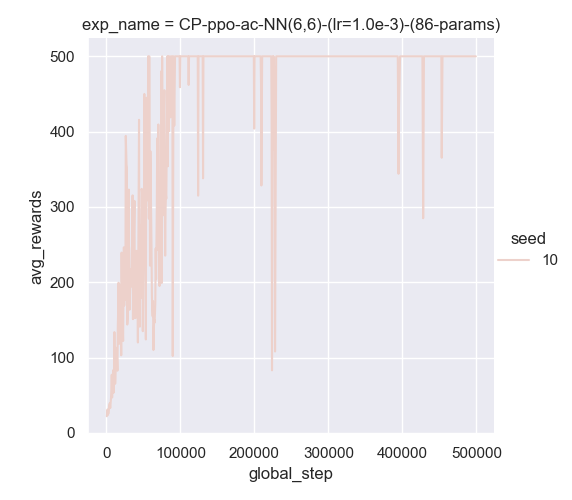 exp_name = CP-ppo-ac-NN(6,6)-(lr=1.0e-3)-(86-params)
500
400
300
200
100
0
avg_rewards
0 100000 200000 300000 400000 500000
global_step
seed
10